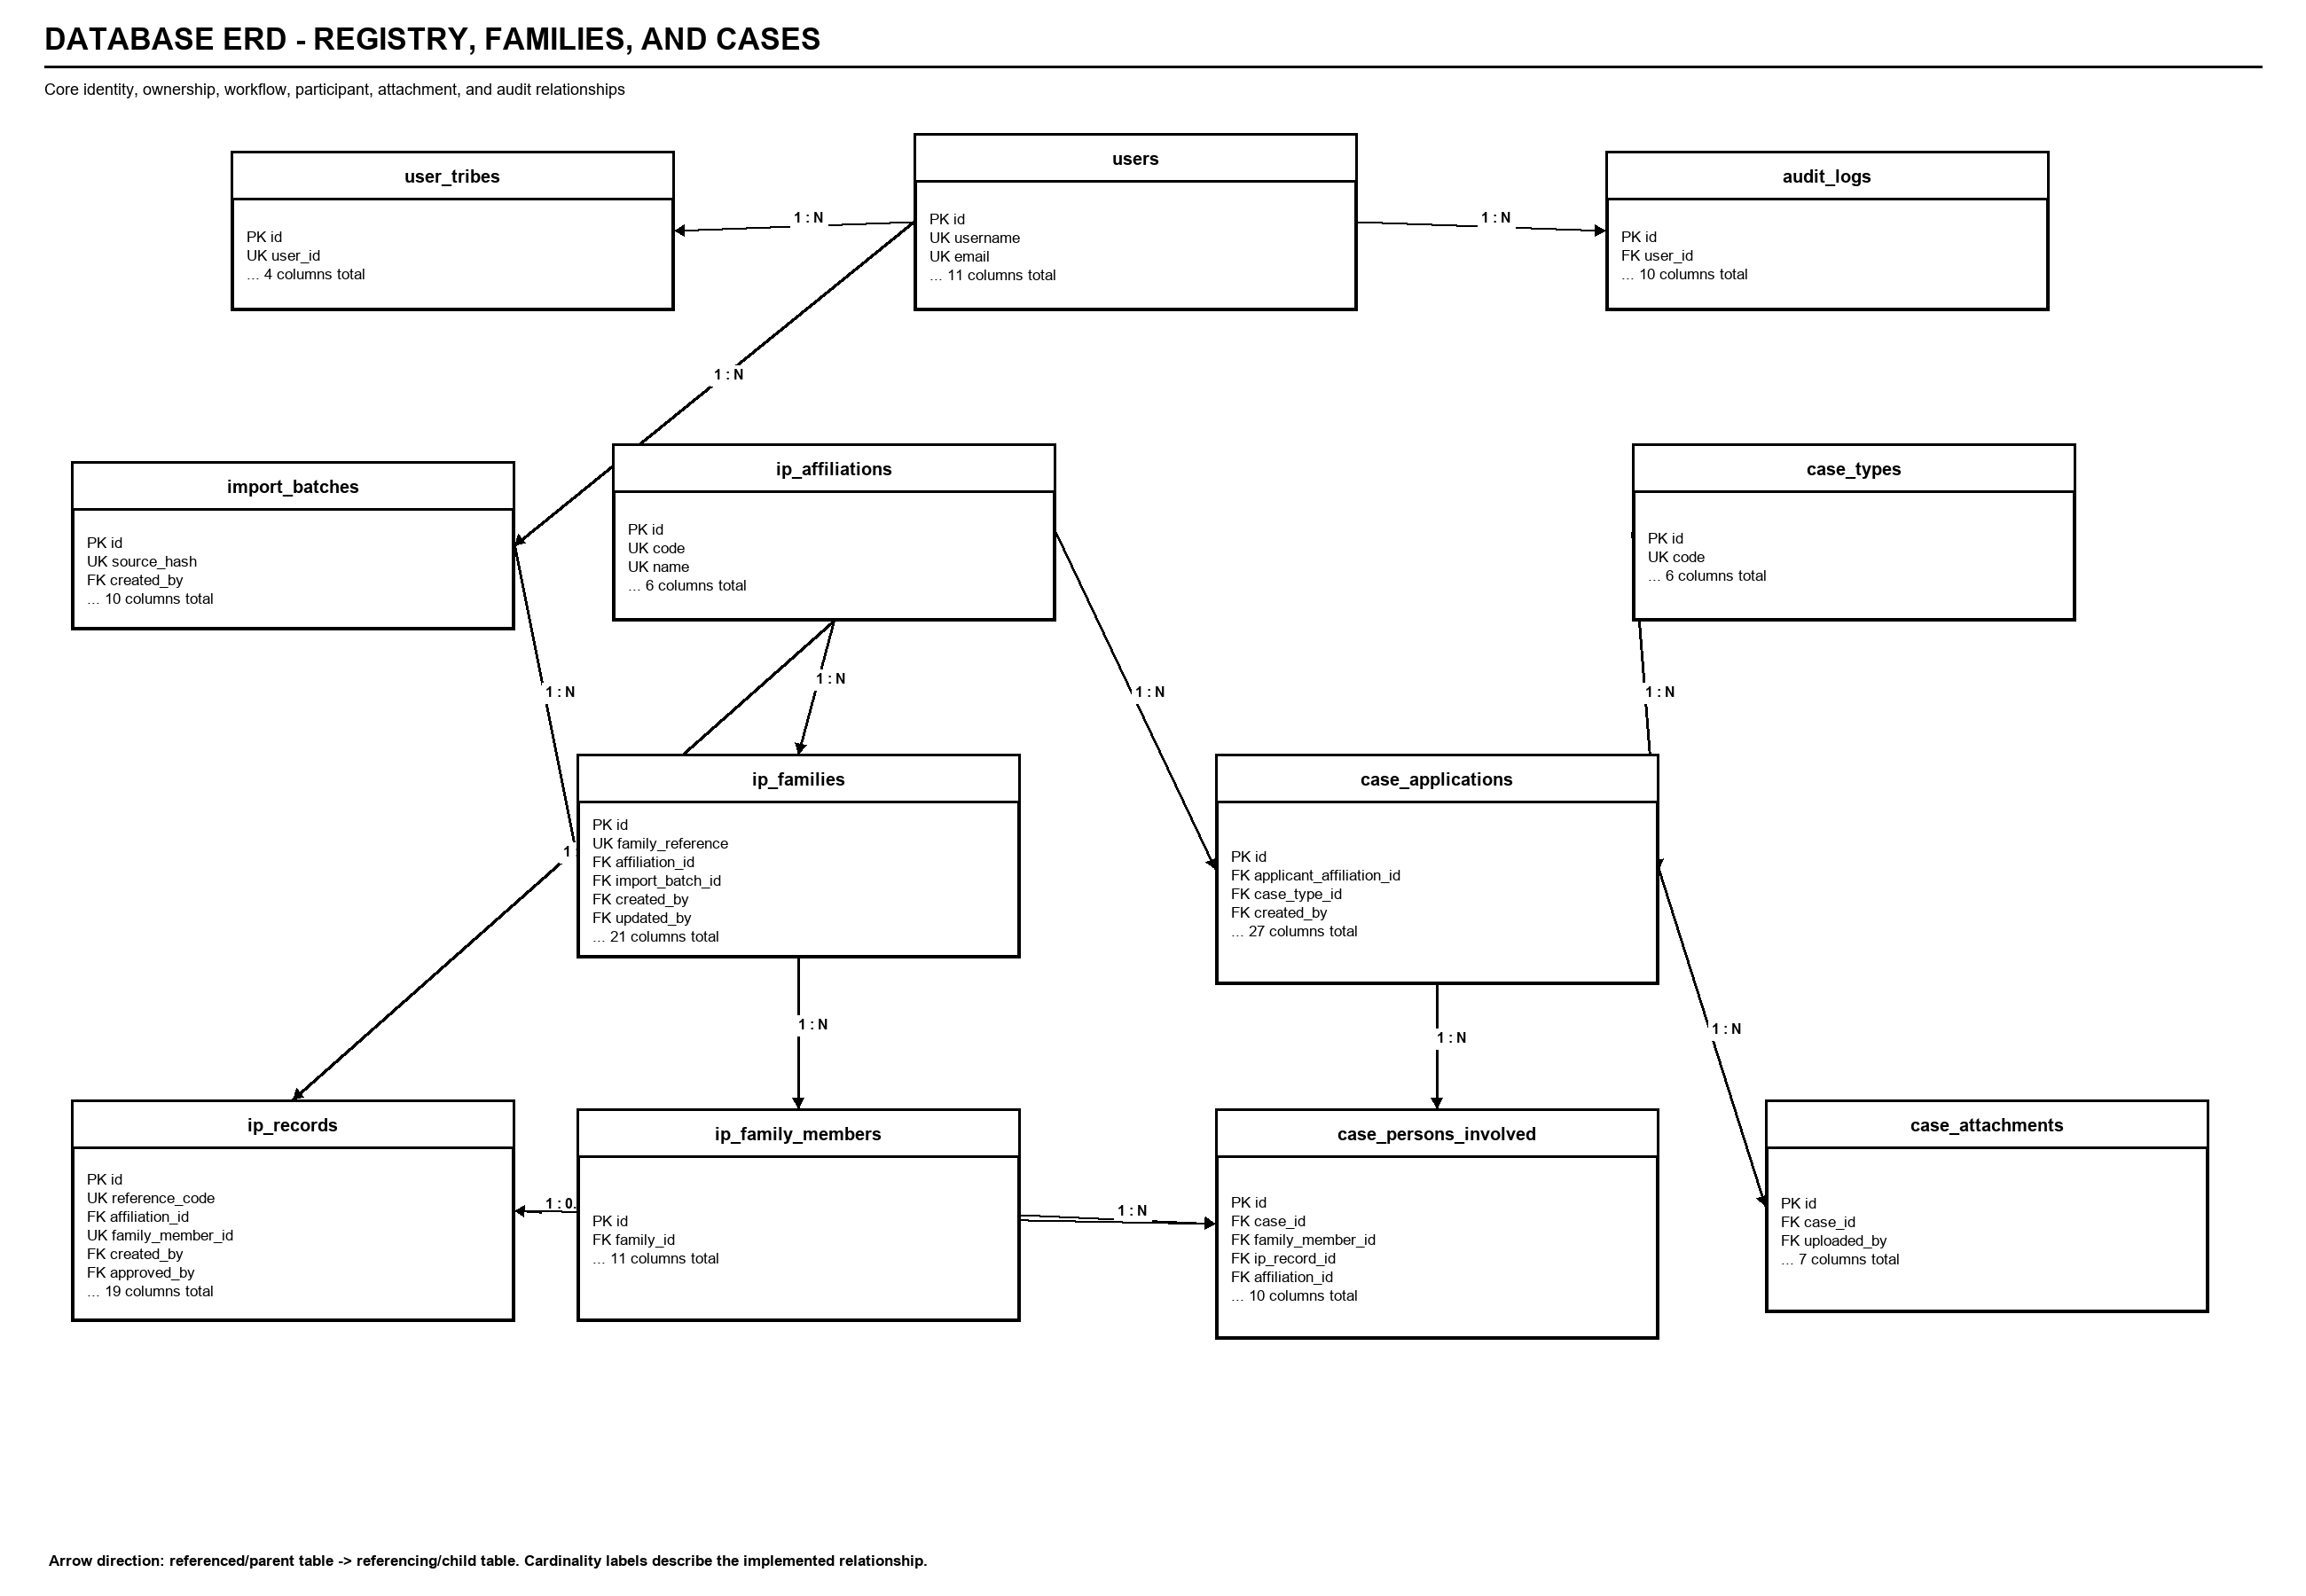 DATABASE ERD - REGISTRY, FAMILIES, AND CASES
Core identity, ownership, workflow, participant, attachment, and audit relationships
user_tribes
PK id
UK user_id
... 4 columns total
1 : N
users
PK id
UK username
UK email
... 11 columns total
1 : N
audit_logs
PK id
FK user_id
... 10 columns total
1 : N
import_batches
PK id
UK source_hash
FK created_by
... 10 columns total
ip_affiliations
PK id
UK code
UK name
... 6 columns total
case_types
PK id
UK code
... 6 columns total
1 : N
1 : N
1 : N
1 : N
1 :
ip_families
PK id
UK family_reference
FK affiliation_id
FK import_batch_id
FK created_by
FK updated_by
... 21 columns total
case_applications
PK id
FK applicant_affiliation_id
FK case_type_id
FK created_by
... 27 columns total
1 : N
1 : N
1 : N
ip_records
PK id
UK reference_code
FK affiliation_id
UK family_member_id
FK created_by
FK approved_by
... 19 columns total
1 : 0.
ip_family_members
PK id
FK family_id
... 11 columns total
1 : N
case_persons_involved
PK id
FK case_id
FK family_member_id
FK ip_record_id
FK affiliation_id
... 10 columns total
case_attachments
PK id
FK case_id
FK uploaded_by
... 7 columns total
Arrow direction: referenced/parent table -> referencing/child table. Cardinality labels describe the implemented relationship.